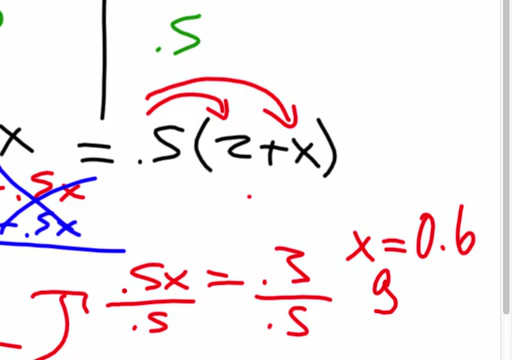 .5
x = .5(2+x)
.5x
.5x
.5x = .3 x = 0.6
.5 .5 g